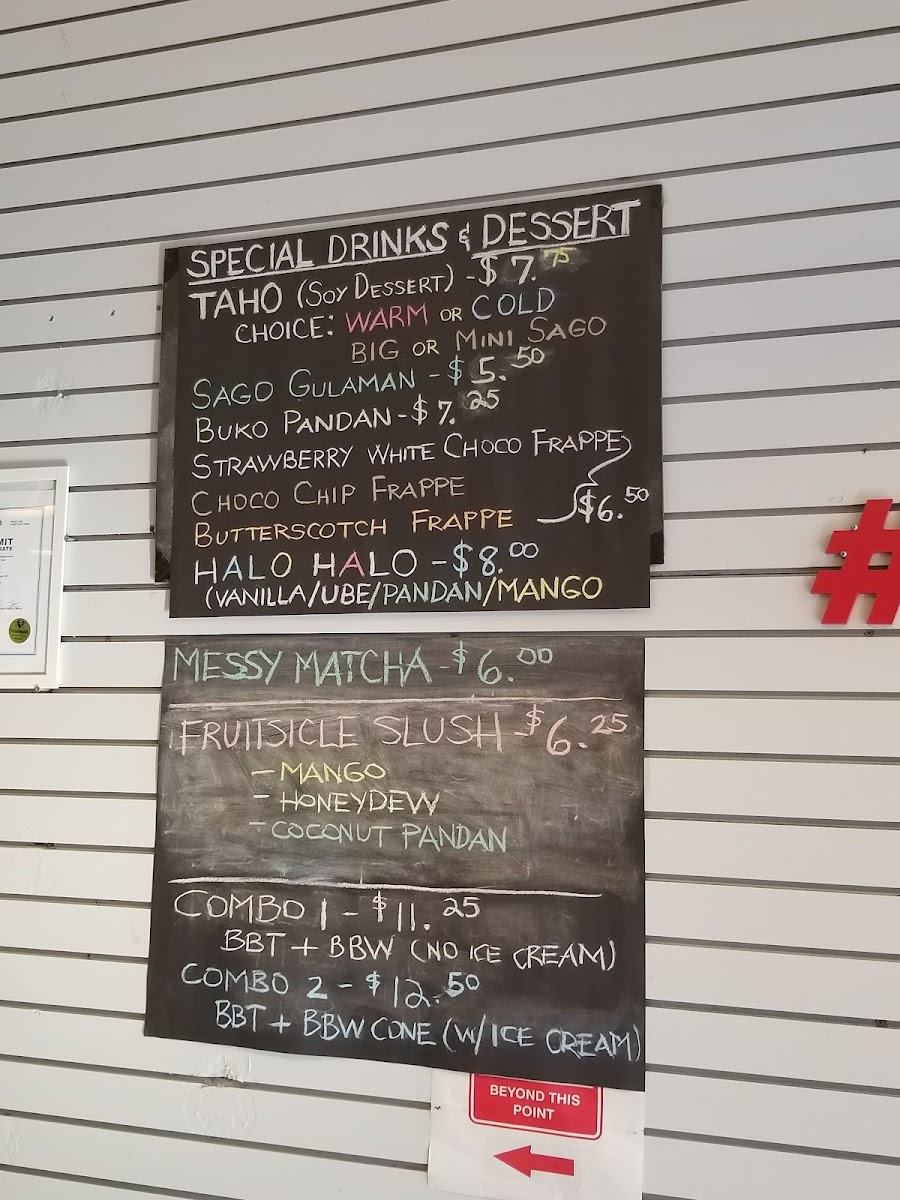 SPECIAL DRINKS & DESSERT
TAHO (SOY DESSERT) - $7.75
CHOICE: WARM OR COLD
BIG OR MINI SAGO
SAGO GULAMAN - $5.50
BUKO PANDAN - $7.25
STRAWBERRY WHITE CHOCO FRAPPE
CHOCO CHIP FRAPPE
$6.50
BUTTERSCOTCH FRAPPE
HALO HALO - $8.00
(VANILLA/UBE/PANDAN/MANGO
MESSY MATCHA - $6.00
FRUITSICLE SLUSH - $6.25
- MANGO
- HONEYDEW
- COCONUT PANDAN
COMBO 1 - $11.25
BBT + BBW (NO ICE CREAM)
COMBO 2 - $12.50
BBT + BBW CONE (W/ ICE CREAM)
BEYOND THIS
POINT
#